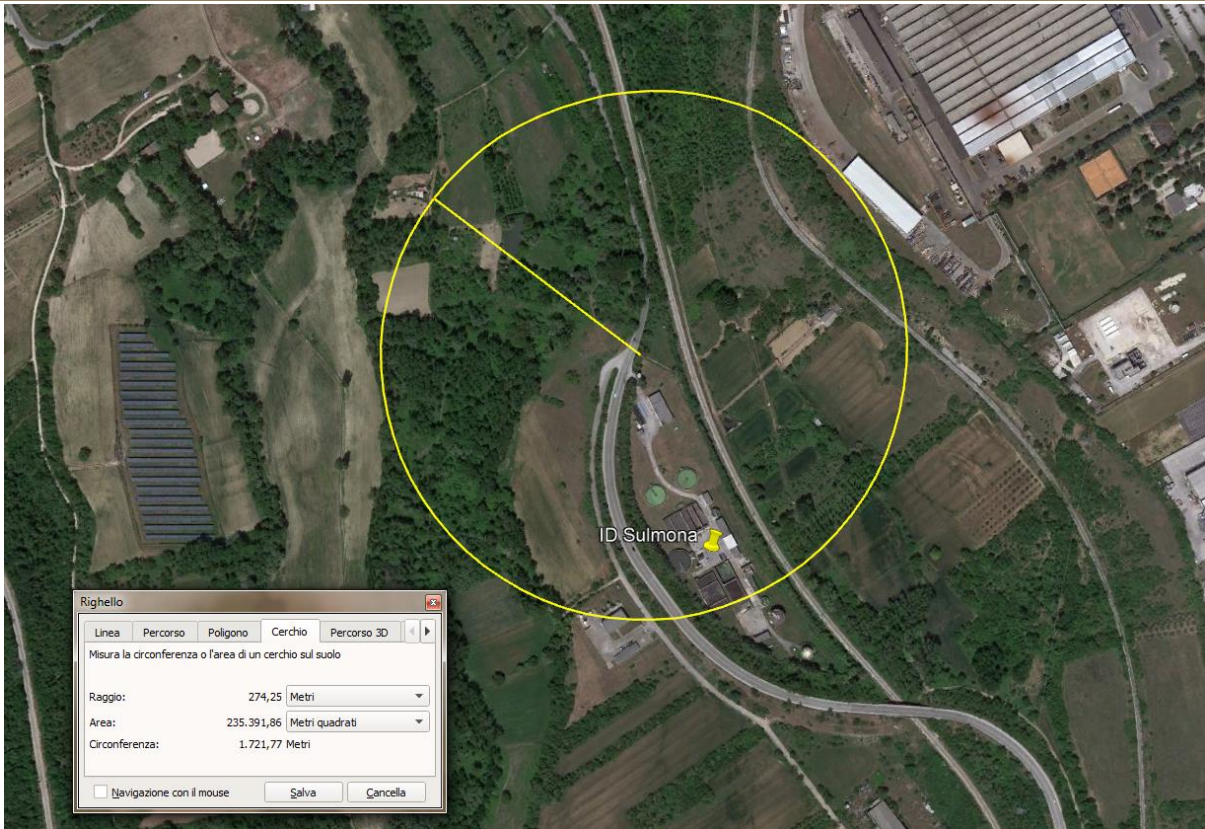 ID Sulmona
Righello
Linea Percorso Poligono Cerchio Percorso 3D
Misura la circonferenza o l'area di un cerchio sul suolo
Raggio: 274,25 Metri
Area: 235.391,86 Metri quadrati
Circonferenza: 1.721,77 Metri
Navigazione con il mouse Salva Cancella